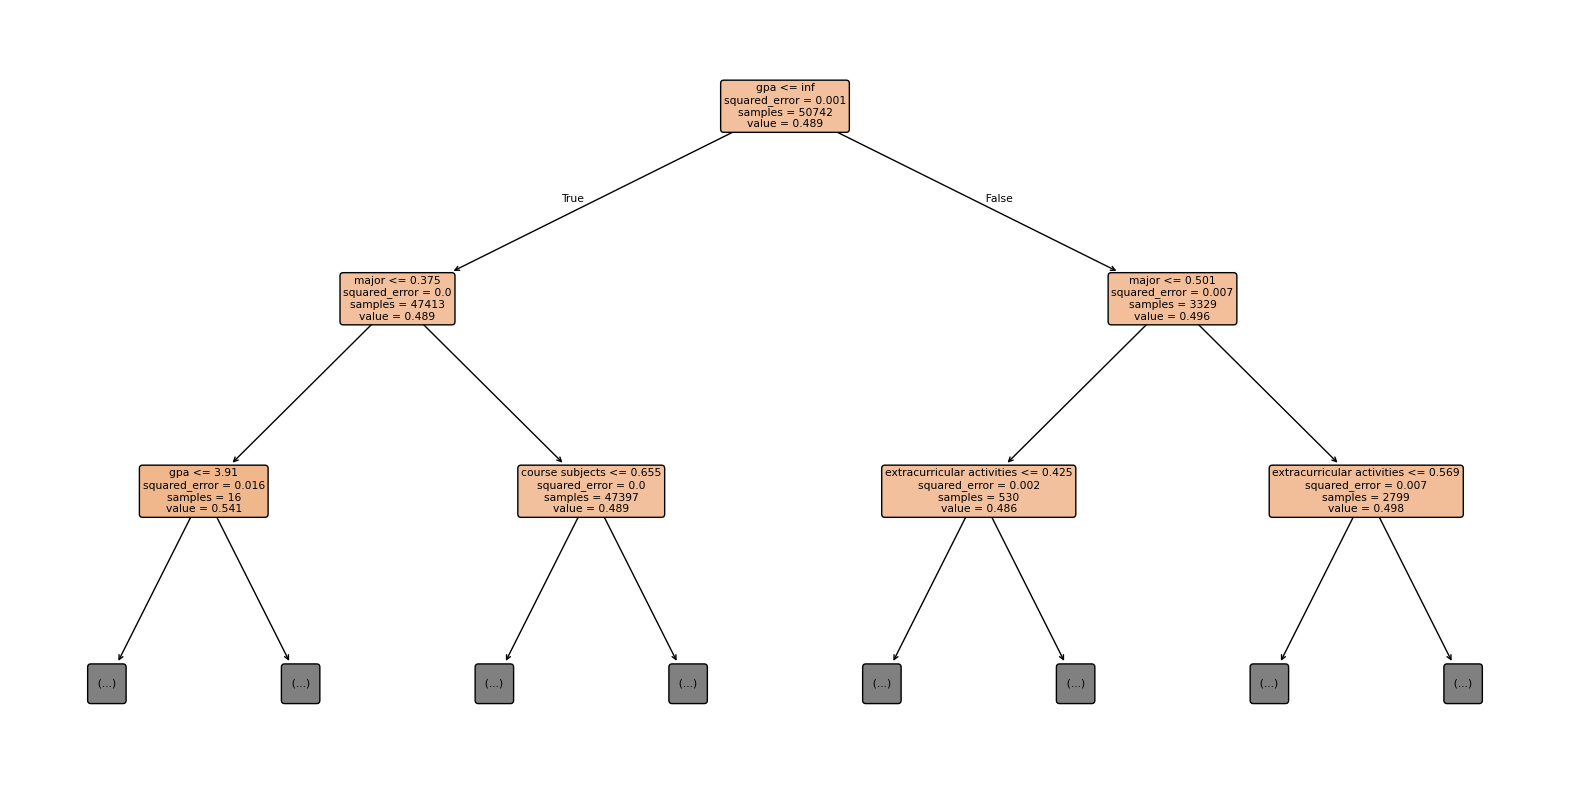 gpa <= inf
squared_error = 0.001
samples = 50742
value = 0.489
True
False
major <= 0.375
squared_error = 0.0
samples = 47413
value = 0.489
major <= 0.501
squared_error = 0.007
samples = 3329
value = 0.496
gpa <= 3.91
squared_error = 0.016
samples = 16
value = 0.541
course subjects <= 0.655
squared_error = 0.0
samples = 47397
value = 0.489
extracurricular activities <= 0.425
squared_error = 0.002
samples = 530
value = 0.486
extracurricular activities <= 0.569
squared_error = 0.007
samples = 2799
value = 0.498
(...)
(...)
(...)
(...)
(...)
(...)
(...)
(...)